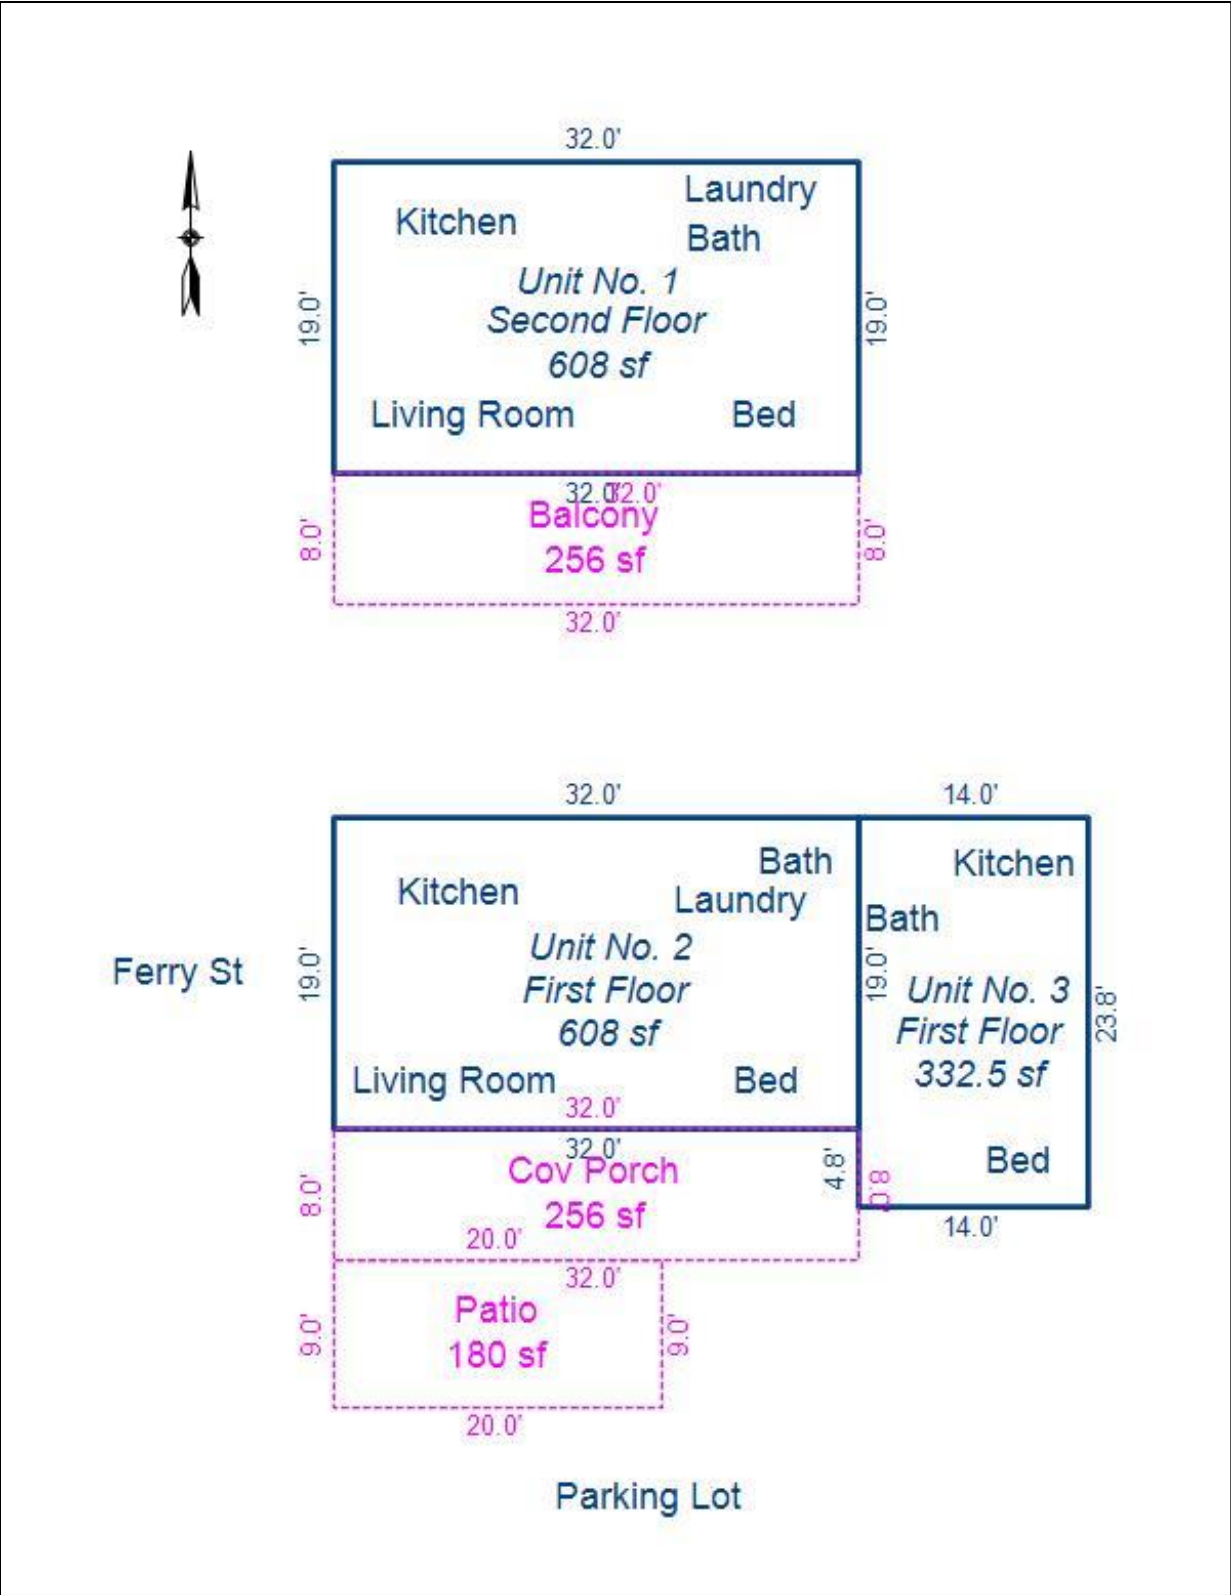 32.0'
Laundry
Kitchen
Bath
Unit No. 1
Second Floor
608 sf
19.0'
19.0'
Living Room Bed
32.0' 32.0'
Balcony
256 sf
8.0'
8.0'
32.0'
32.0' 14.0'
Bath
Kitchen
Kitchen
Laundry
Bath
Unit No. 2
First Floor
608 sf
Ferry St
19.0'
19.0'
Unit No. 3
First Floor
332.5 sf
23.8'
Living Room Bed
32.0'
32.0'
Cov Porch
256 sf
8.0'
4.8'
8.0'
Bed
14.0'
20.0'
32.0'
Patio
180 sf
9.0'
9.0'
20.0'
Parking Lot